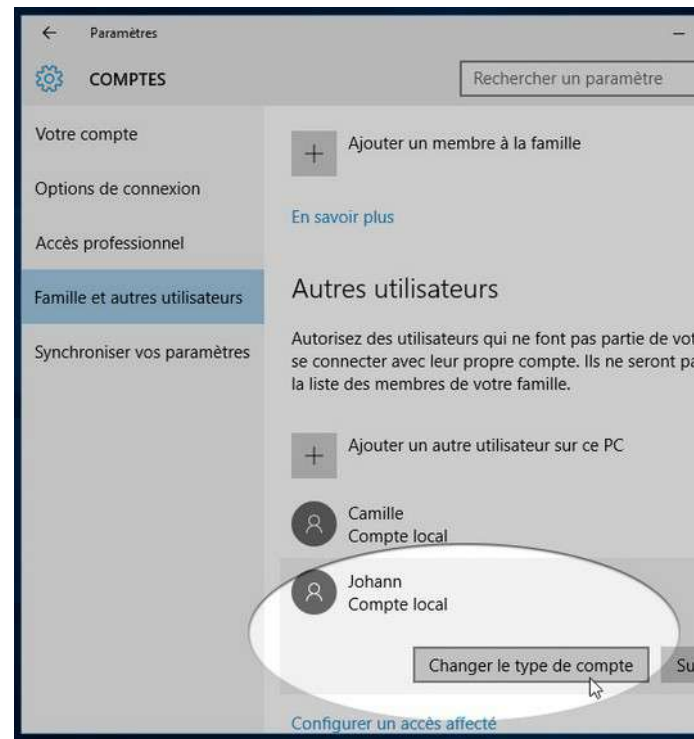 Paramètres
COMPTES
Rechercher un paramètre
Votre compte
Options de connexion
Accès professionnel
Famille et autres utilisateurs
Synchroniser vos paramètres
Ajouter un membre à la famille
En savoir plus
Autres utilisateurs
Autorisez des utilisateurs qui ne font pas partie de
se connecter avec leur propre compte. Ils ne seront
la liste des membres de votre famille.
Ajouter un autre utilisateur sur ce PC
Camille
Compte local
Johann
Compte local
Changer le type de compte
Configurer un accès affecté